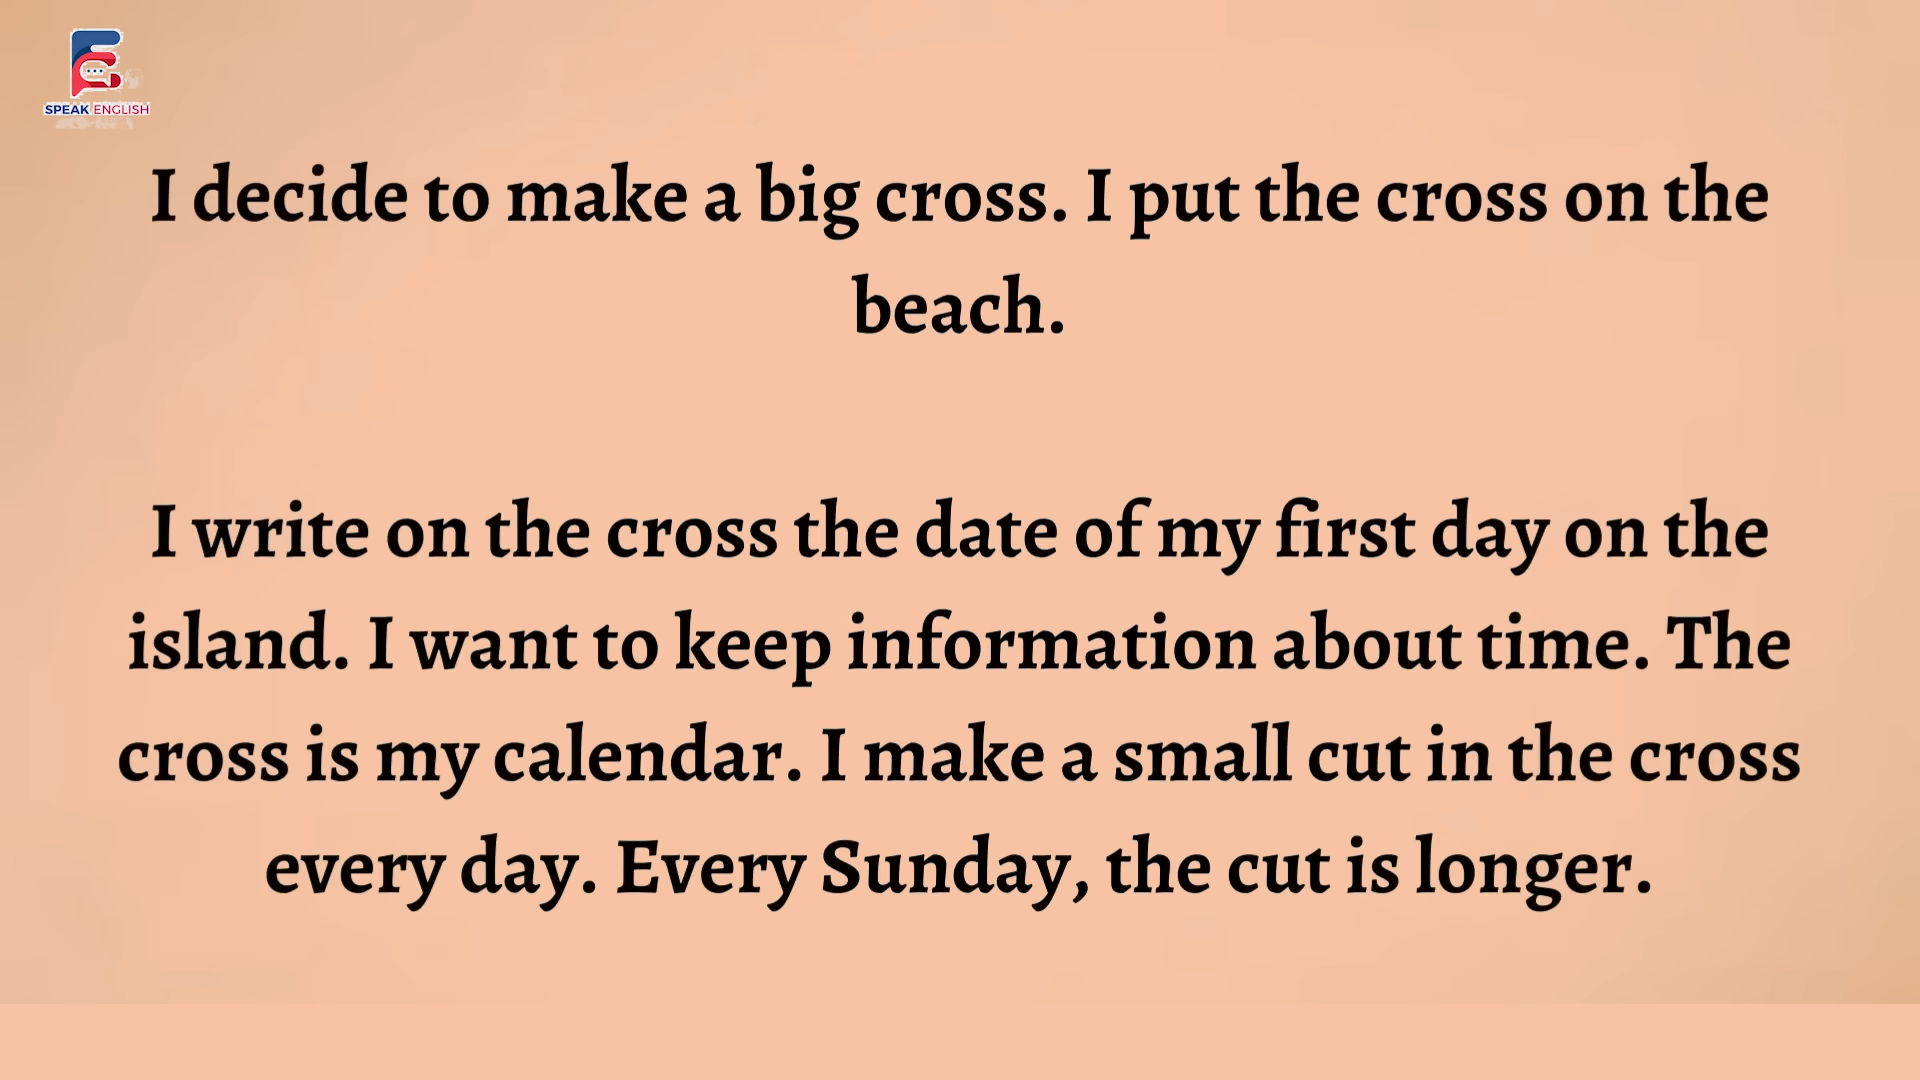 SPEAK ENGLISH
I decide to make a big cross. I put the cross on the
beach.
I write on the cross the date of my first day on the
island. I want to keep information about time. The
cross is my calendar. I make a small cut in the cross
every day. Every Sunday, the cut is longer.